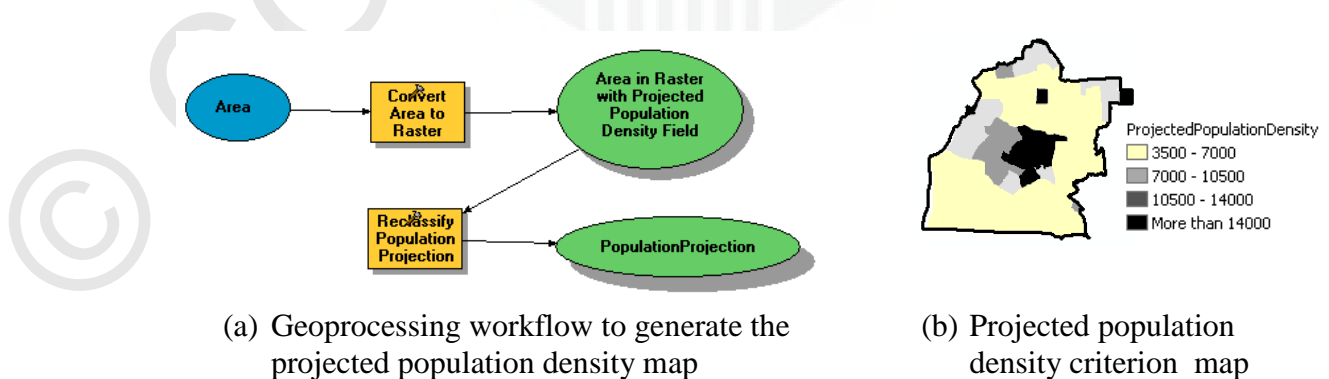 Area
Convert
Area to
Raster
Area in Raster
with Projected
Population
Density Field
Reclassify
Population
Projection
PopulationProjection
ProjectedPopulationDensity
3500 - 7000
7000 - 10500
10500 - 14000
More than 14000
(a) Geoprocessing workflow to generate the
projected population density map
(b) Projected population
density criterion map
©